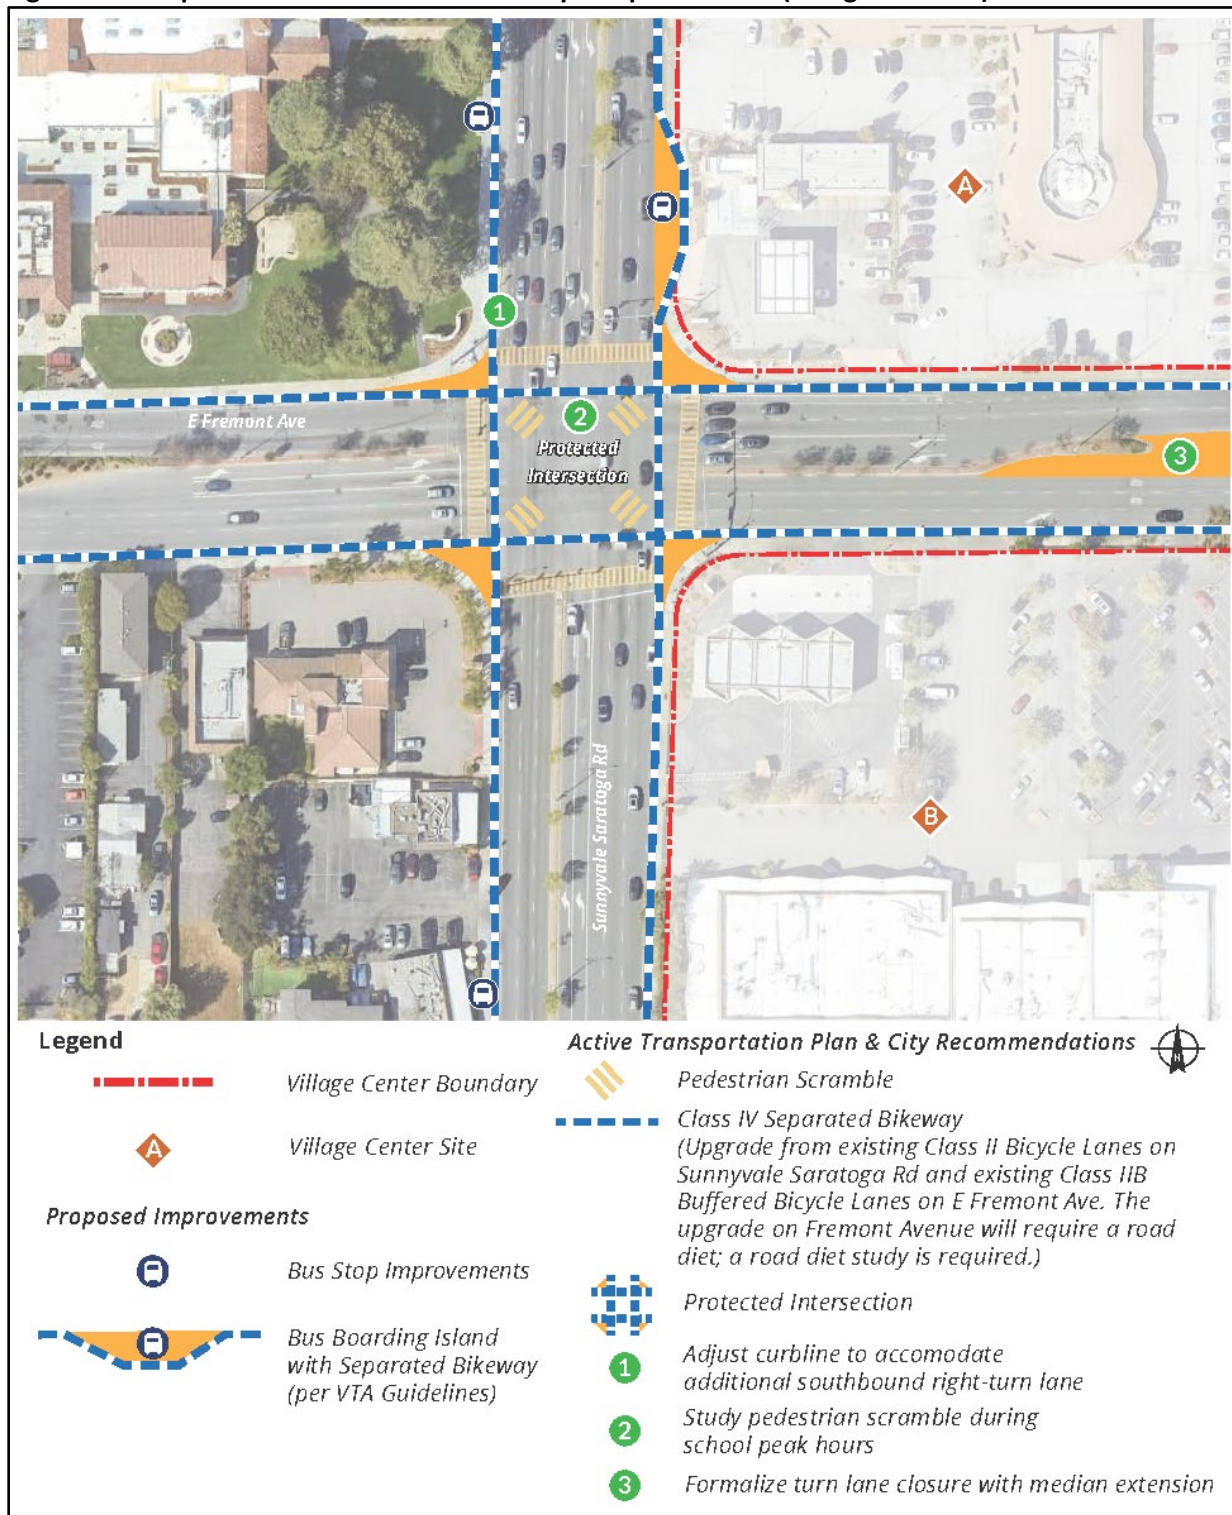 A
1
E Fremont Ave
2
Protected
Intersection
3
Sunnyvale Saratoga Rd
B
Legend
Village Center Boundary
A
Village Center Site
Proposed Improvements
Bus Stop Improvements
Bus Boarding Island
with Separated Bikeway
(per VTA Guidelines)
Active Transportation Plan & City Recommendations
N
Pedestrian Scramble
Class IV Separated Bikeway
(Upgrade from existing Class II Bicycle Lanes on
Sunnyvale Saratoga Rd and existing Class IIB
Buffered Bicycle Lanes on E Fremont Ave. The
upgrade on Fremont Avenue will require a road
diet; a road diet study is required.)
Protected Intersection
1
Adjust curbline to accomodate
additional southbound right-turn lane
2
Study pedestrian scramble during
school peak hours
3
Formalize turn lane closure with median extension